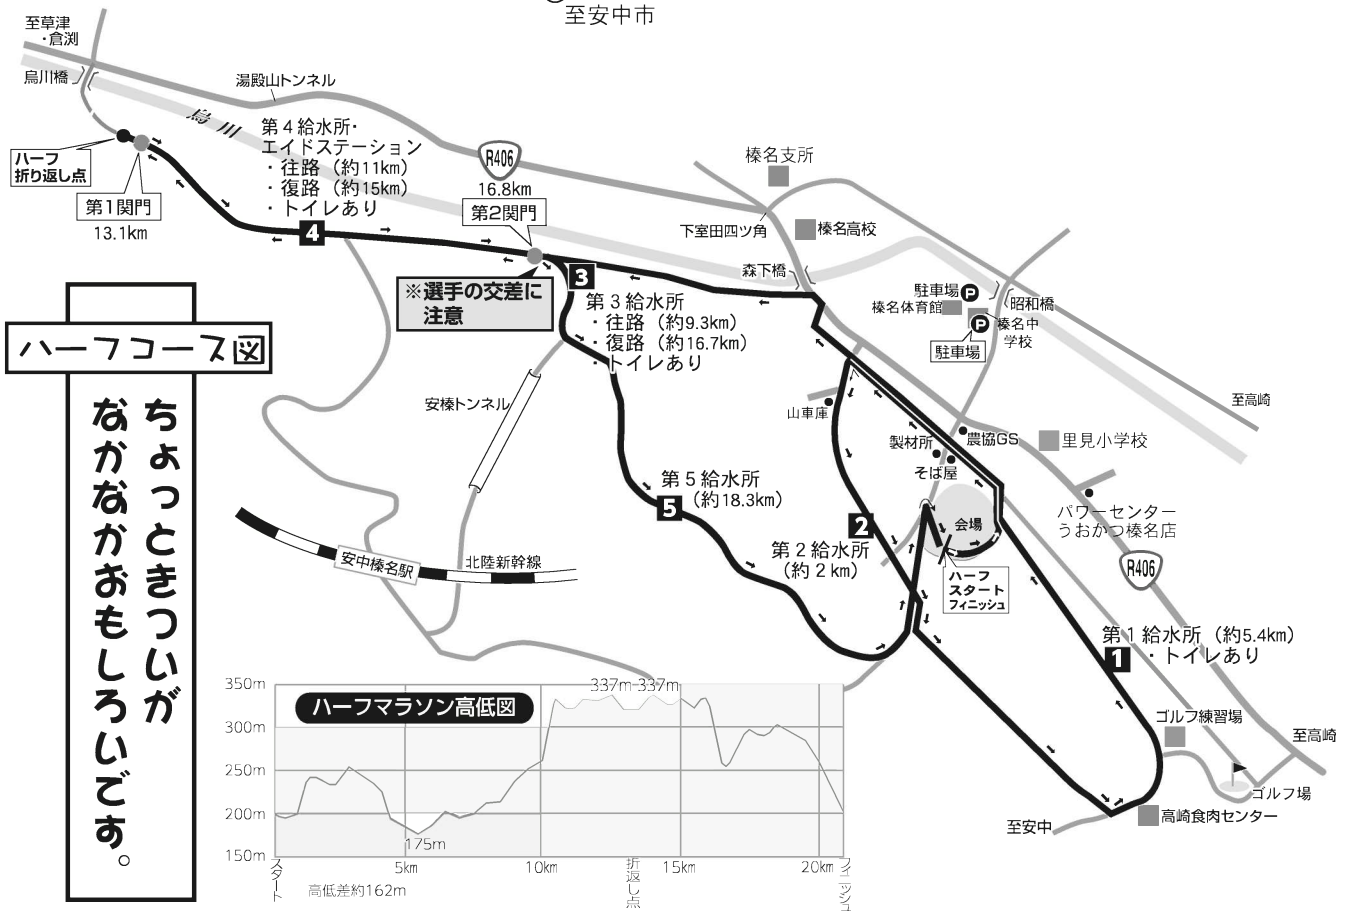 至安中市
至草津
・倉渕
烏川橋
湯殿山トンネル
烏川
ハーフ
折り返し点
第1関門
13.1km
第4給水所・
エイドステーション
・往路（約11km）
・復路（約15km）
・トイレあり
4
R406
16.8km
第2関門
※選手の交差に
注意
3
第3給水所
・往路（約9.3km）
・復路（約16.7km）
・トイレあり
榛名支所
下室田四ツ角
榛名高校
森下橋
駐車場
P
榛名体育館
P
榛名中
学校
駐車場
昭和橋
至高崎
山車庫
製材所
農協GS
そば屋
里見小学校
パワーセンター
うおかつ榛名店
R406
会場
ハーフ
スタート
フィニッシュ
安榛トンネル
第5給水所
（約18.3km）
5
2
第2給水所
（約2km）
安中榛名駅
北陸新幹線
第1給水所（約5.4km）
・トイレあり
1
ゴルフ練習場
至高崎
ゴルフ場
高崎食肉センター
至安中
ハーフコース図
ちょっときついが
なかなかおもしろいです。
ハーフマラソン高低図
350m
300m
250m
200m
150m
337m
337m
175m
スタート
5km
10km
折返し点
15km
20km
フィニッシュ
高低差約162m